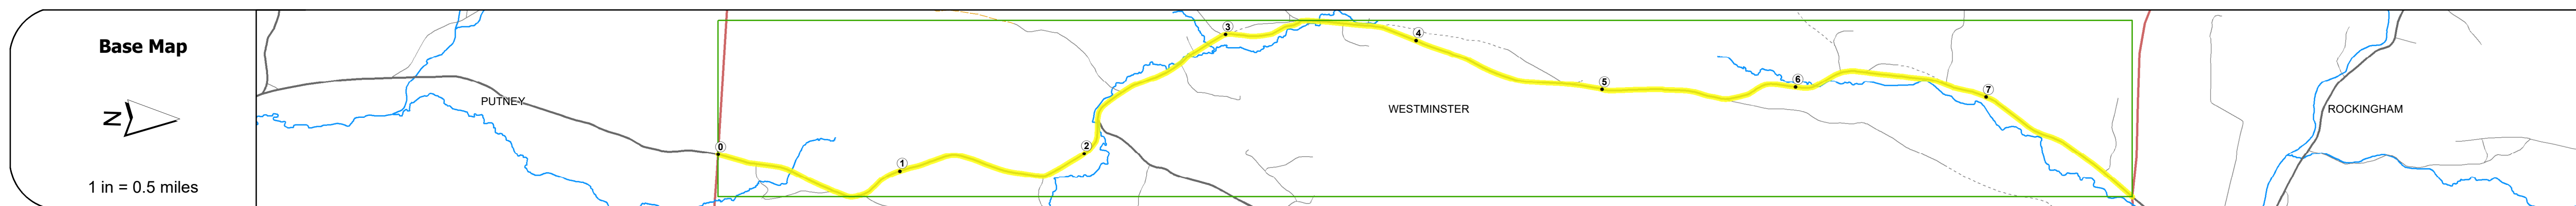 Base Map
N
1 in = 0.5 miles
PUTNEY
0
1
2
3
WESTMINSTER
4
5
6
7
ROCKINGHAM